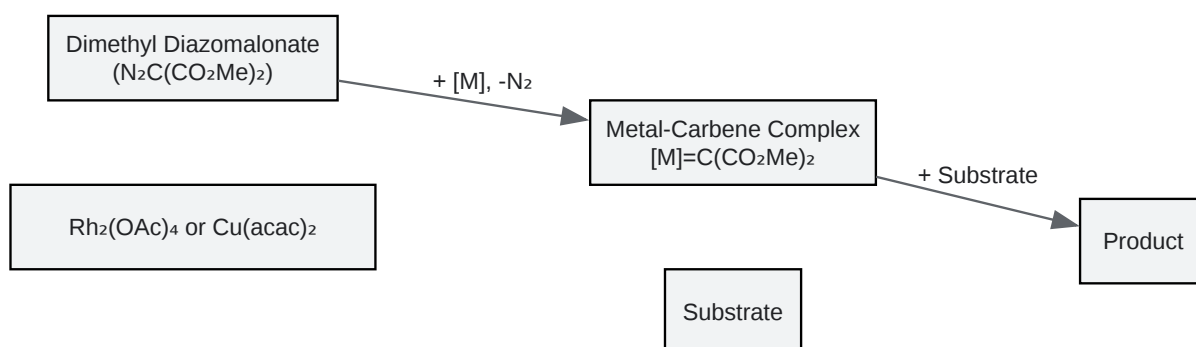 Dimethyl Diazomalonate
(N₂C(CO₂Me)₂)
+ [M], -N₂
Metal-Carbene Complex
[M]=C(CO₂Me)₂
+ Substrate
Rh₂(OAc)₄ or Cu(acac)₂
Product
Substrate